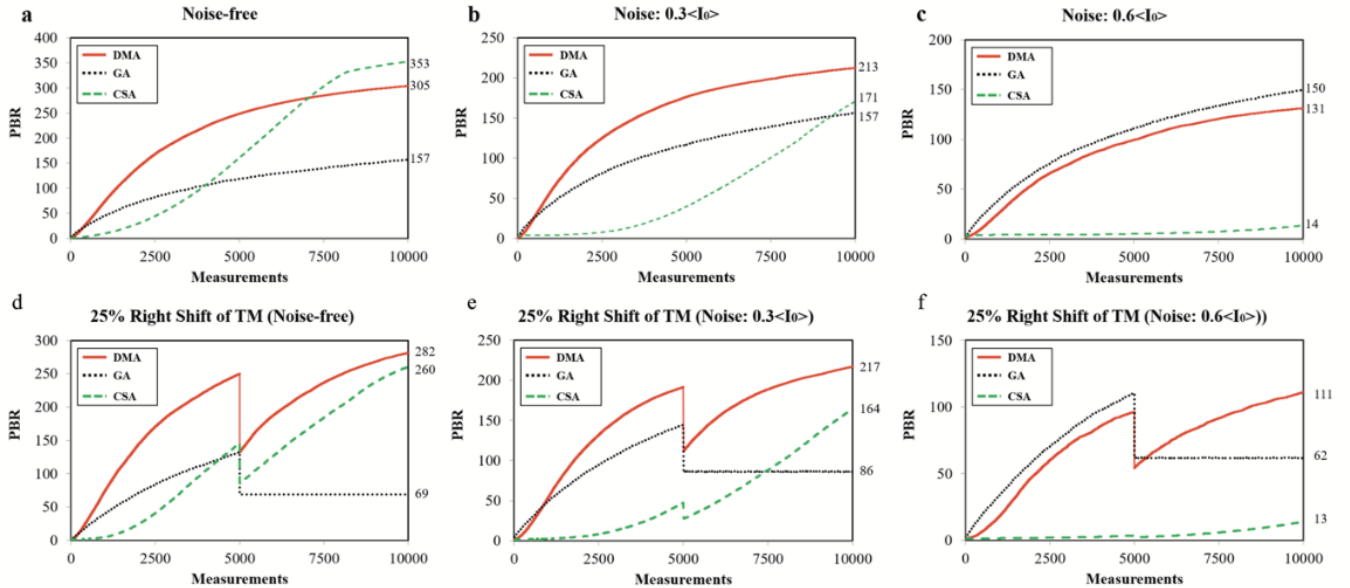 a
Noise-free
PBR
400
350
300
250
200
150
100
50
0
DMA
GA
CSA
353
305
157
0
2500
5000
7500
10000
Measurements
b
Noise: 0.3<I₀>
PBR
250
200
150
100
50
0
DMA
GA
CSA
213
171
157
0
2500
5000
7500
10000
Measurements
c
Noise: 0.6<I₀>
PBR
200
150
100
50
0
DMA
GA
CSA
150
131
14
0
2500
5000
7500
10000
Measurements
d
25% Right Shift of TM (Noise-free)
PBR
300
250
200
150
100
50
0
DMA
GA
CSA
282
260
69
0
2500
5000
7500
10000
Measurements
e
25% Right Shift of TM (Noise: 0.3<I₀>)
PBR
250
200
150
100
50
0
DMA
GA
CSA
217
164
86
0
2500
5000
7500
10000
Measurements
f
25% Right Shift of TM (Noise: 0.6<I₀>))
PBR
150
100
50
0
DMA
GA
CSA
111
62
13
0
2500
5000
7500
10000
Measurements